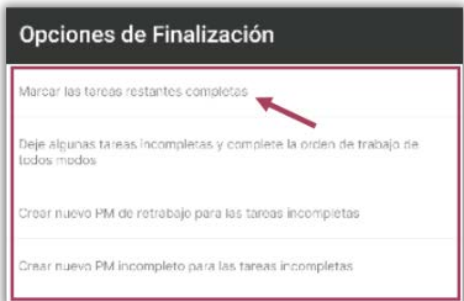 Opciones de Finalización
Marcar las tareas restantes completas
Deje algunas tareas incompletas y complete la orden de trabajo de
todos modos
Crear nuevo PM de retrabajo para las tareas incompletas
Crear nuevo PM incompleto para las tareas incompletas